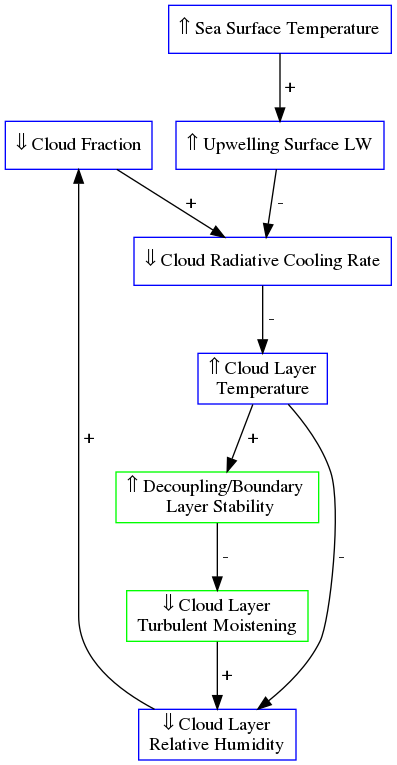 ⇑ Sea Surface Temperature
+
⇓ Cloud Fraction
⇑ Upwelling Surface LW
+
-
⇓ Cloud Radiative Cooling Rate
-
⇑ Cloud Layer
Temperature
+
⇑ Decoupling/Boundary
Layer Stability
+
-
-
⇓ Cloud Layer
Turbulent Moistening
+
⇓ Cloud Layer
Relative Humidity